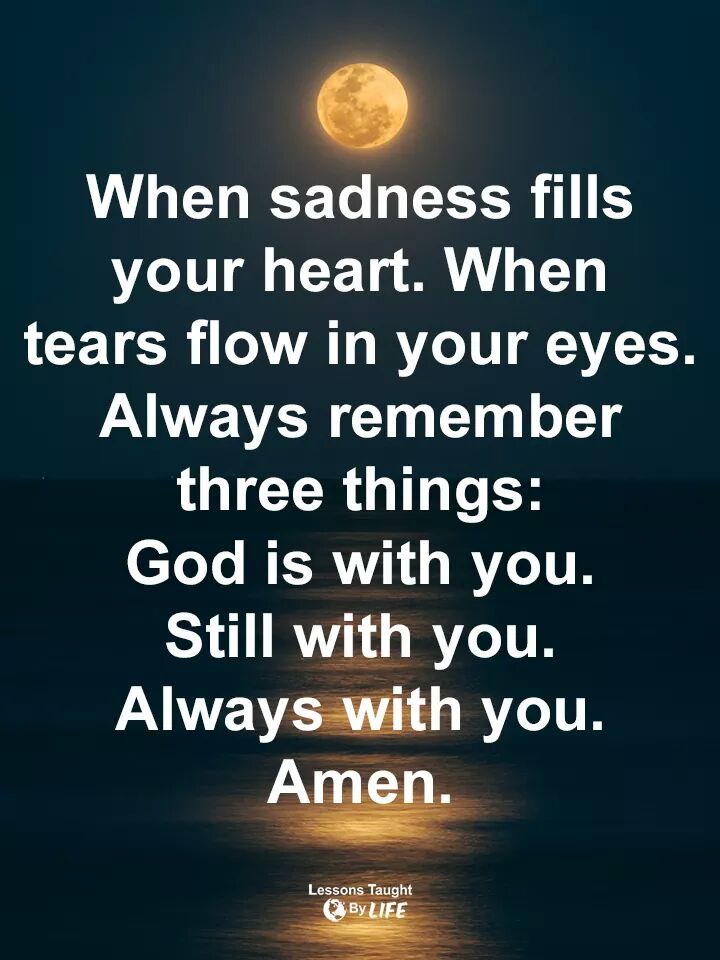 When sadness fills
your heart. When
tears flow in your eyes.
Always remember
three things:
God is with you.
Still with you.
Always with you.
Amen.
Lessons Taught
By LIFE